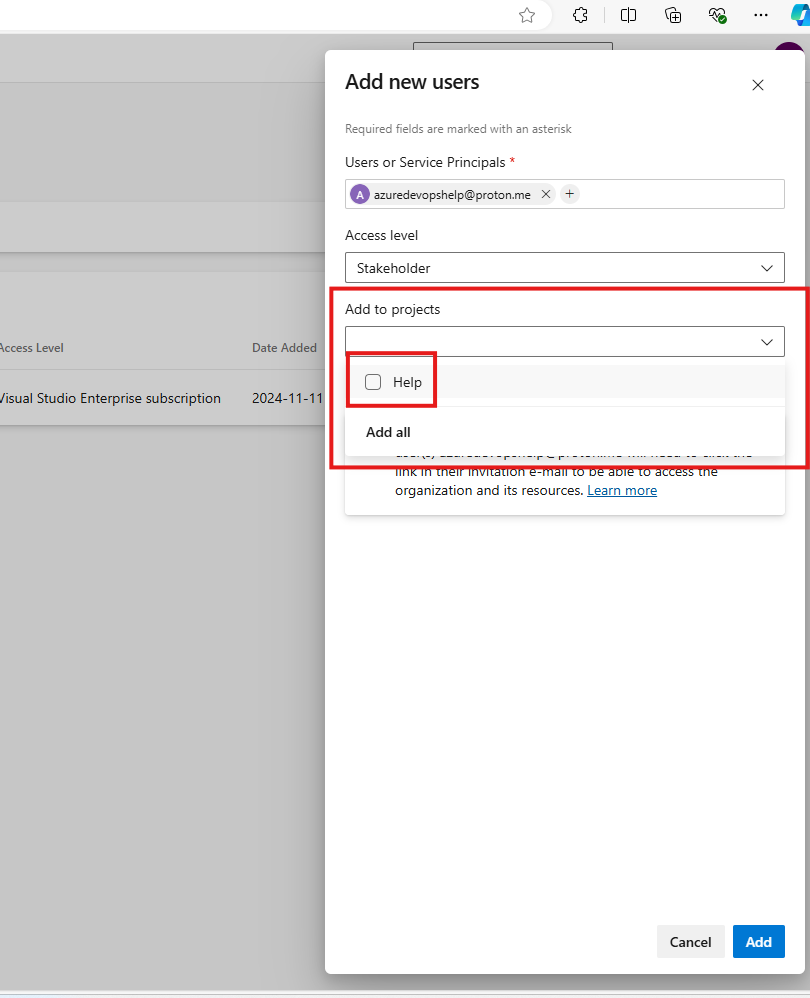 Add new users
Required fields are marked with an asterisk
Users or Service Principals *
A azuredevopshelp@proton.me
Access level
Stakeholder
Add to projects
Access Level
Date Added
Help
Visual Studio Enterprise subscription
2024-11-11
Add all
link in their invitation e-mail to be able to access the
organization and its resources. Learn more
Cancel
Add